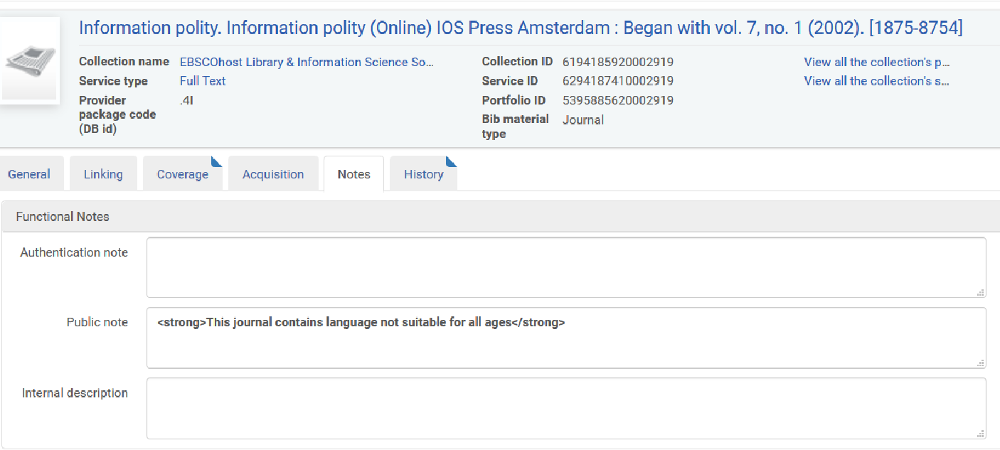 Information polity. Information polity (Online) IOS Press Amsterdam : Began with vol. 7, no. 1 (2002). [1875-8754]
Collection name EBSCOhost Library & Information Science So... Collection ID 6194185920002919 View all the collection's p...
Service type Full Text Service ID 6294187410002919 View all the collection's s...
Provider .4I Portfolio ID 5395885620002919
package code Bib material Journal
(DB id) type
General Linking Coverage Acquisition Notes History
Functional Notes
Authentication note
Public note <strong>This journal contains language not suitable for all ages</strong>
Internal description